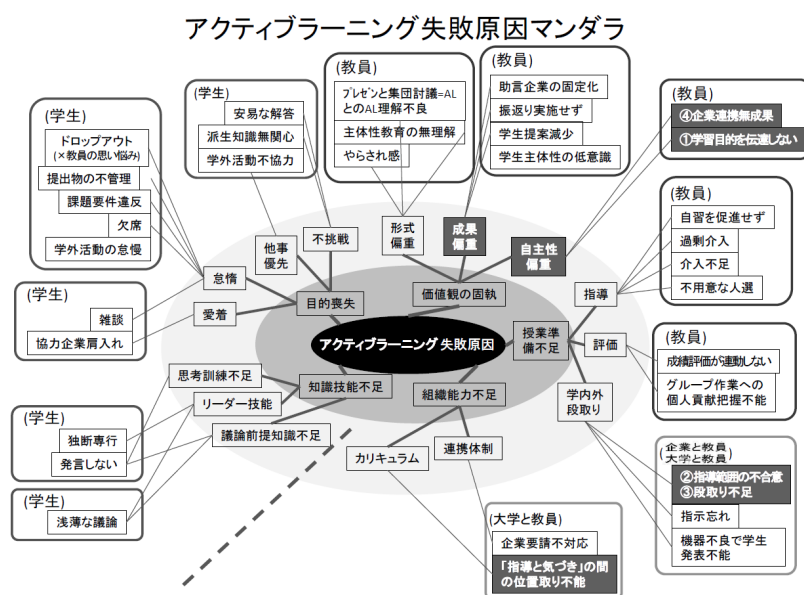 アクティブラーニング失敗原因マンダラ
(学生)
ドロップアウト
(×教員の思い悩み)
提出物の不管理
課題要件違反
欠席
学外活動の怠慢
(学生)
安易な解答
派生知識無関心
学外活動不協力
(教員)
プレゼンと集団討議=AL
とのAL理解不良
主体性教育の無理解
やらされ感
(教員)
助言企業の固定化
振返り実施せず
学生提案減少
学生主体性の低意識
(教員)
④企業連携無成果
①学習目的を伝達しない
(教員)
自習を促進せず
過剰介入
介入不足
不用意な人選
(教員)
成績評価が連動しない
グループ作業への
個人貢献把握不能
(企業と教員
大学と教員)
②指導範囲の不合意
③段取り不足
指示忘れ
機器不良で学生
発表不能
(大学と教員)
企業要請不対応
「指導と気づき」の間
の位置取り不能
(学生)
雑談
協力企業肩入れ
(学生)
独断専行
発言しない
(学生)
浅薄な議論
怠惰
愛着
他事
優先
不挑戦
形式
偏重
成果
偏重
自主性
偏重
指導
評価
学内外
段取り
目的喪失
価値観の固執
授業準
備不足
アクティブラーニング 失敗原因
知識技能不足
組織能力不足
思考訓練不足
リーダー技能
議論前提知識不足
カリキュラム
連携体制